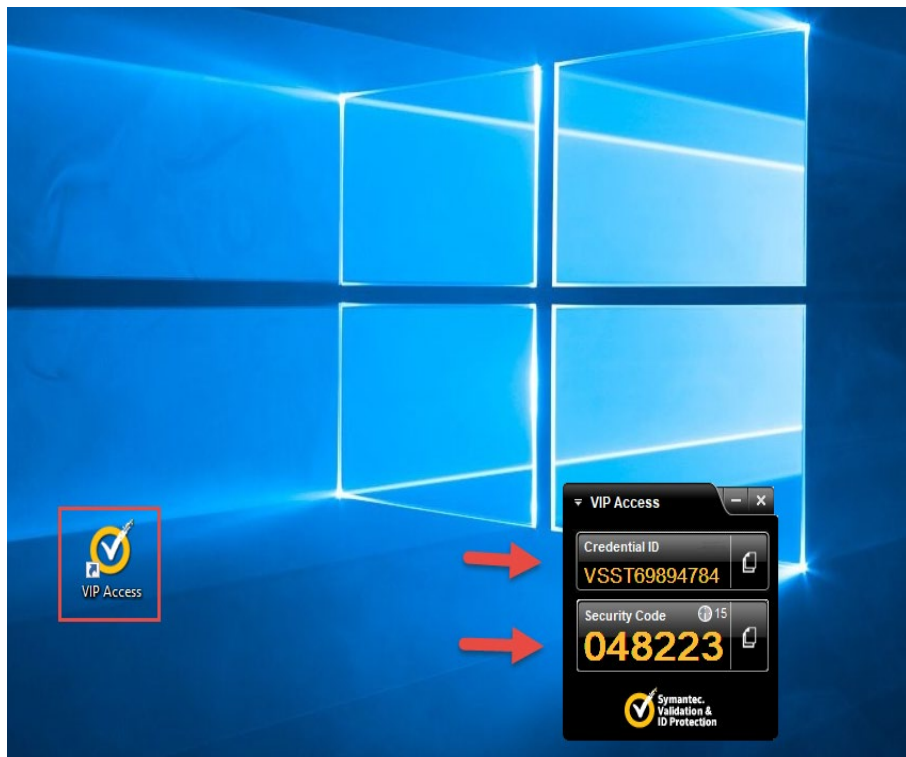 VIP Access
VIP Access
Credential ID
VSST69894784
Security Code 15
048223
Symantec.
Validation &
ID Protection